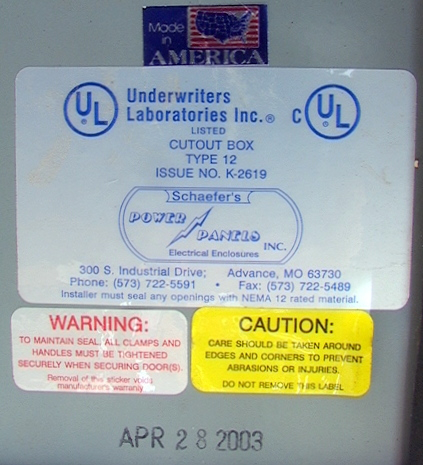 Made
in
AMERICA
UL
®
Underwriters
Laboratories Inc.®
C UL
®
LISTED
CUTOUT BOX
TYPE 12
ISSUE NO. K-2619
Schaefer's
POWER
PANELS
INC.
Electrical Enclosures
300 S. Industrial Drive; Advance, MO 63730
Phone: (573) 722-5591 • Fax: (573) 722-5489
Installer must seal any openings with NEMA 12 rated material.
WARNING:
TO MAINTAIN SEAL, ALL CLAMPS AND
HANDLES MUST BE TIGHTENED
SECURELY WHEN SECURING DOOR(S).
Removal of this sticker voids
manufacturer's warranty.
CAUTION:
CARE SHOULD BE TAKEN AROUND
EDGES AND CORNERS TO PREVENT
ABRASIONS OR INJURIES.
DO NOT REMOVE THIS LABEL
APR 28 2003